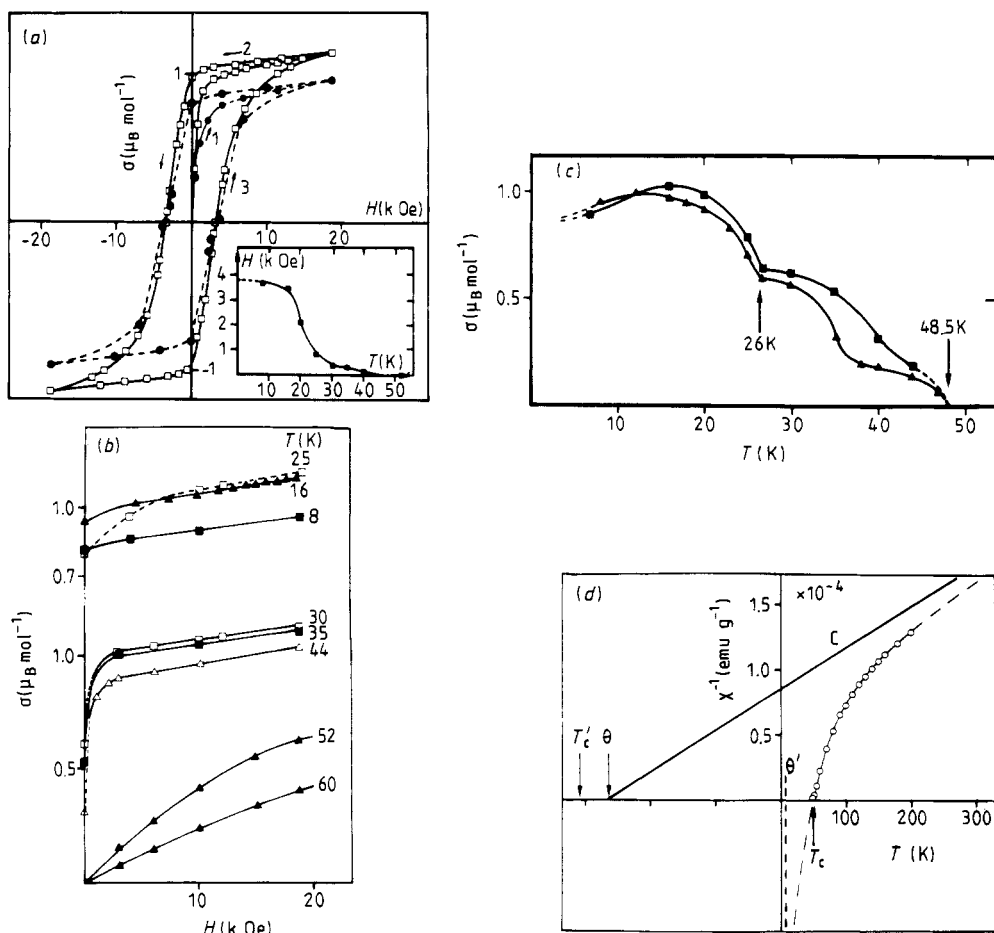 (a)
2
1
σ(μB mol⁻¹)
1
3
H(k Oe)
-20
-10
10
20
-1
H (k Oe)
4
3
2
1
T(K)
10
20
30
40
50
(b)
T(K)
25
16
1.0
8
0.7
30
35
1.0
44
σ(μB mol⁻¹)
0.5
52
60
10
20
H(k Oe)
(c)
1.0
σ(μB mol⁻¹)
0.5
26K
48.5K
10
20
30
40
50
T(K)
(d)
×10⁻⁴
1.5
C
χ⁻¹(emu g⁻¹)
1.0
0.5
T'c
θ
θ'
100
200
300
Tc
T (K)